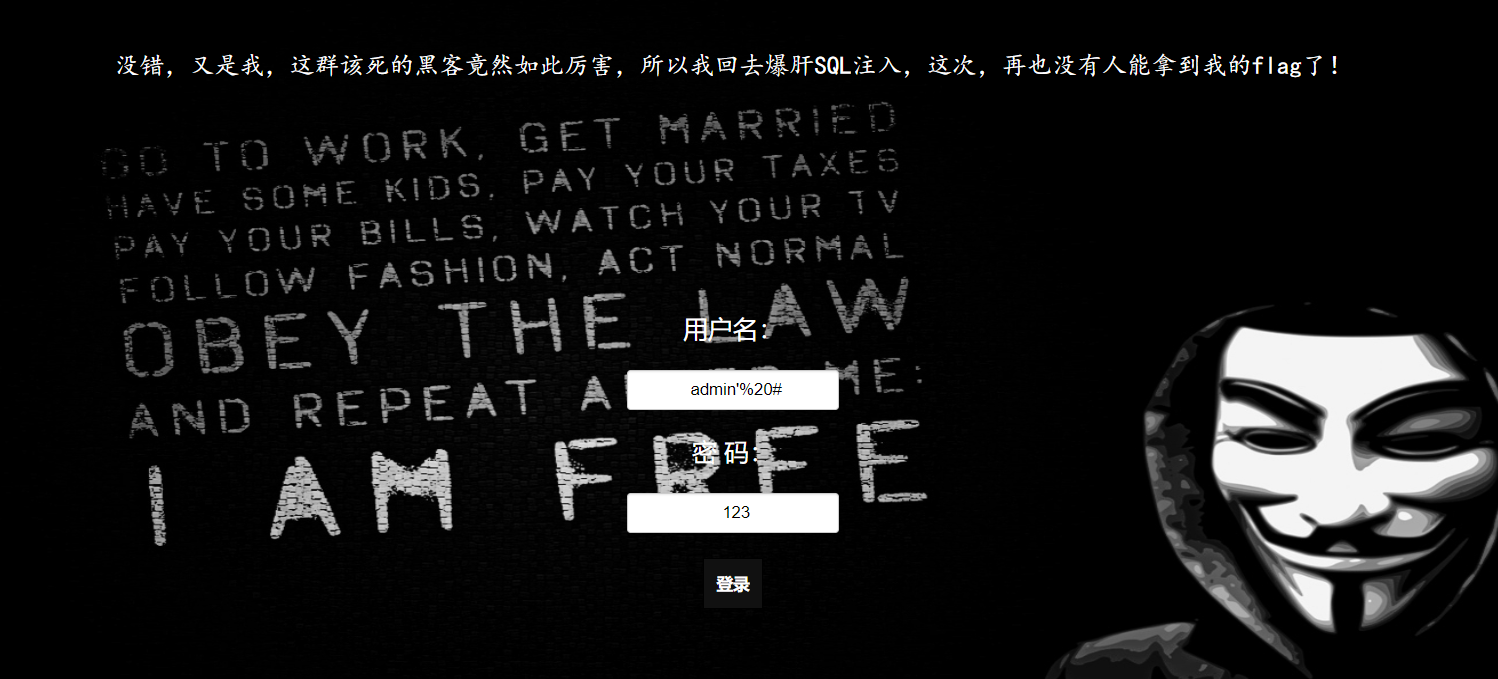 没错，又是我，这群该死的黑客竟然如此厉害，所以我回去爆肝SQL注入，这次，再也没有人能拿到我的flag了！
GO TO WORK, GET MARRIED
HAVE SOME KIDS, PAY YOUR TAXES
PAY YOUR BILLS, WATCH YOUR TV
FOLLOW FASHION, ACT NORMAL
OBEY THE LAW
AND REPEAT AFTER ME:
I AM FREE
用户名：
admin'%20#
密 码：
123
登录